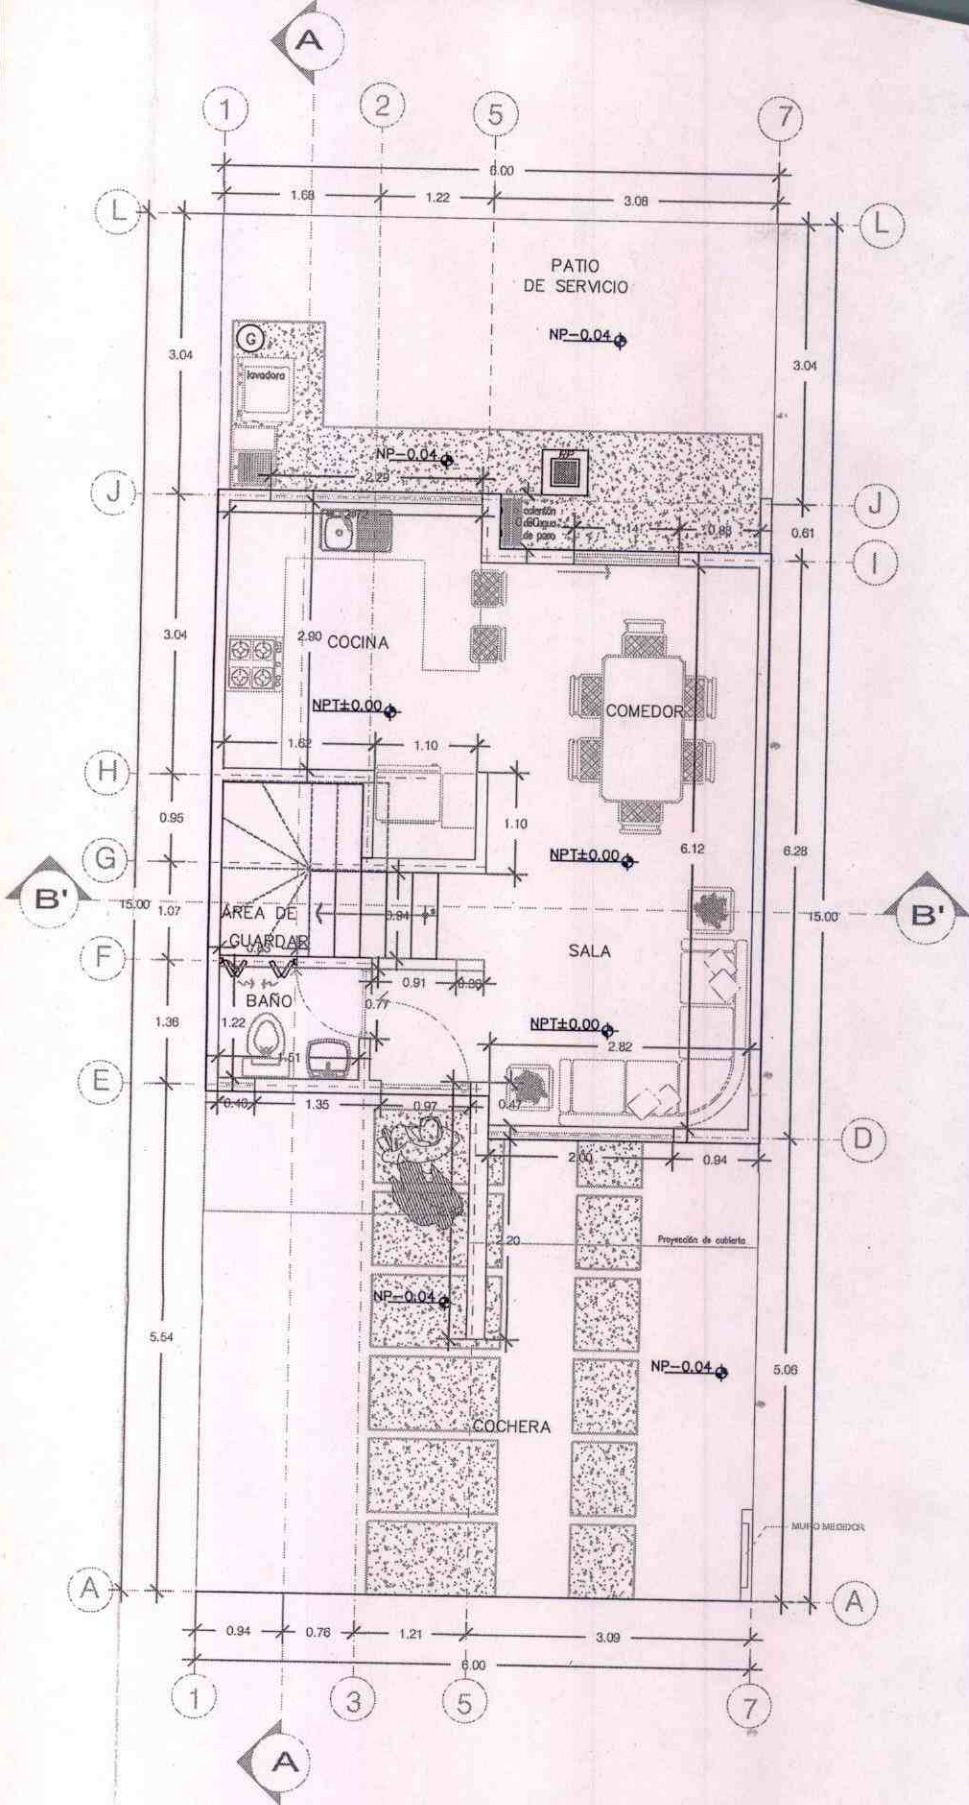 A
1 2 5 7
6.00
1.68 1.22 3.08
L L
PATIO
DE SERVICIO
NP-0.04
G
lavadora
3.04 3.04
NP-0.04
2.29
J J
1.14 0.88 0.61
I
3.04
2.90
COCINA
COMEDOR
NPT±0.00
1.62 1.10
H
0.95
1.10
G
NPT±0.00
6.12 6.28
B' B'
15.00 1.07 15.00
ÁREA DE
GUARDAR
0.94
SALA
F
0.91
0.77
BAÑO
1.36 1.22
NPT±0.00
2.82
1.51
E
0.40 1.35 0.97 0.47
D
2.00 0.94
2.20
Proyección de cubierta
NP-0.04
5.54
NP-0.04
5.06
COCHERA
MURO MEDIDOR
A A
0.94 0.76 1.21 3.09
6.00
1 3 5 7
A